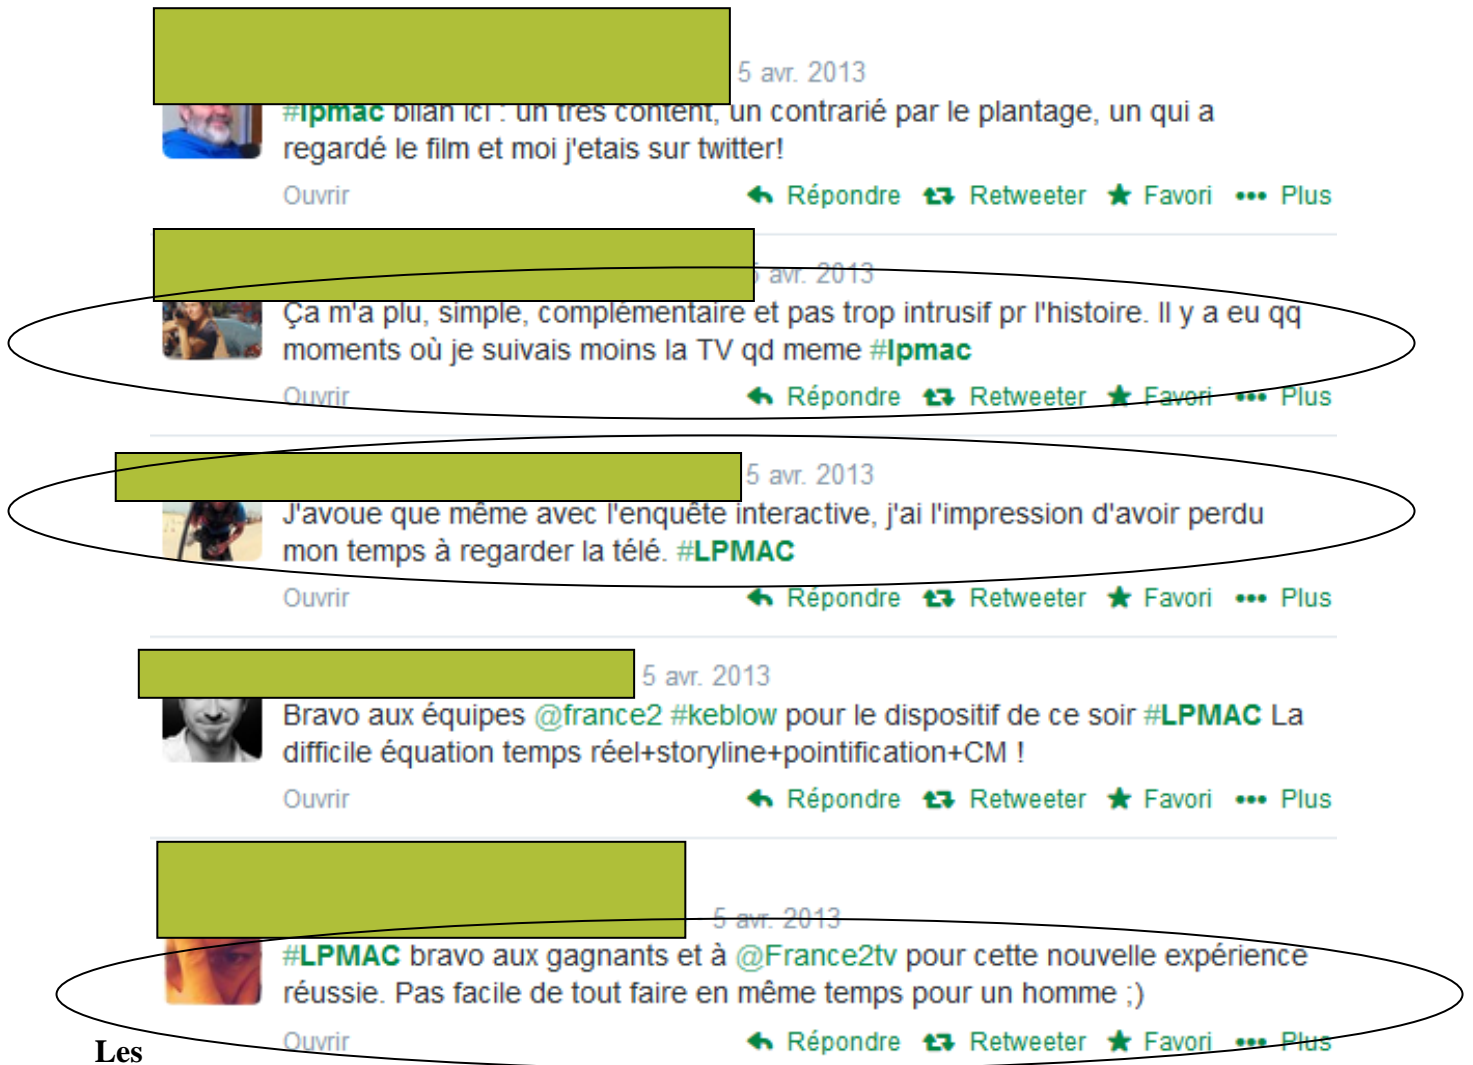 5 avr. 2013
#lpmac bilan ici : un très content, un contrarié par le plantage, un qui a
regardé le film et moi j'etais sur twitter!
Ouvrir Répondre Retweeter Favori Plus
5 avr. 2013
Ça m'a plu, simple, complémentaire et pas trop intrusif pr l'histoire. Il y a eu qq
moments où je suivais moins la TV qd meme #lpmac
Ouvrir Répondre Retweeter Favori Plus
5 avr. 2013
J'avoue que même avec l'enquête interactive, j'ai l'impression d'avoir perdu
mon temps à regarder la télé. #LPMAC
Ouvrir Répondre Retweeter Favori Plus
5 avr. 2013
Bravo aux équipes @france2 #keblow pour le dispositif de ce soir #LPMAC La
difficile équation temps réel+storyline+pointification+CM !
Ouvrir Répondre Retweeter Favori Plus
5 avr. 2013
#LPMAC bravo aux gagnants et à @France2tv pour cette nouvelle expérience
réussie. Pas facile de tout faire en même temps pour un homme ;)
Ouvrir Répondre Retweeter Favori Plus
Les